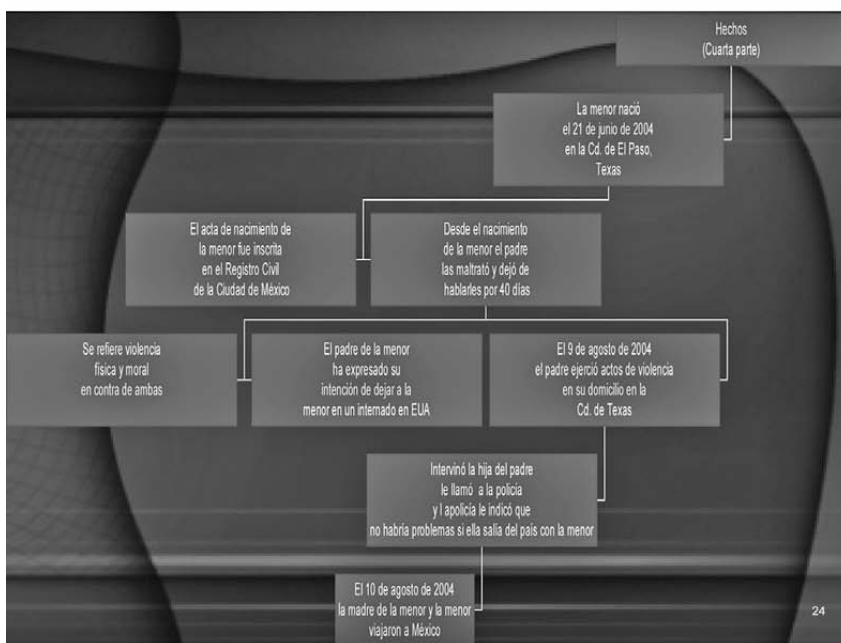 Hechos
(Cuarta parte)
La menor nació
el 21 de junio de 2004
en la Cd. de El Paso,
Texas
El acta de nacimiento de
la menor fue inscrita
en el Registro Civil
de la Ciudad de México
Desde el nacimiento
de la menor el padre
las maltrató y dejó de
hablarles por 40 días
Se refiere violencia
física y moral
en contra de ambas
El padre de la menor
ha expresado su
intención de dejar a la
menor en un internado en EUA
El 9 de agosto de 2004
el padre ejerció actos de violencia
en su domicilio en la
Cd. de Texas
Intervinó la hija del padre
le llamó a la policia
y l apolicía le indicó que
no habría problemas si ella salía del país con la menor
El 10 de agosto de 2004
la madre de la menor y la menor
viajaron a México
24